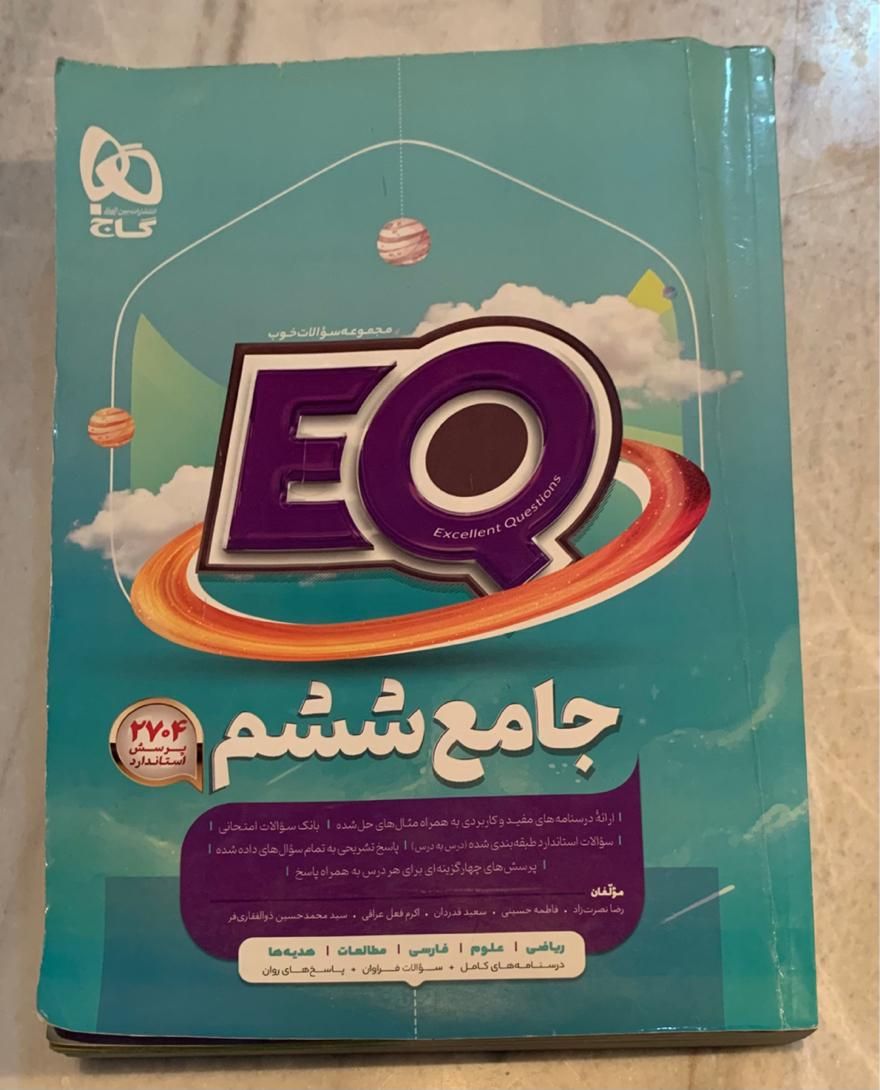 انتشارات بین‌المللی
گاج
مجموعه سؤالات خوب
EQ
Excellent Questions
جامع ششم
۲۷۰۴
پرسش
استاندارد
ارائهٔ درسنامه‌های مفید و کاربردی به همراه مثال‌های حل شده | بانک سؤالات امتحانی
سؤالات استاندارد طبقه‌بندی شده (درس به درس) | پاسخ تشریحی به تمام سؤال‌های داده شده
پرسش‌های چهارگزینه‌ای برای هر درس به همراه پاسخ
مؤلفان
رضا نصرت‌زاد . فاطمه حسینی . سعید قدردان . اکرم فعل عراقی . سید محمدحسین ذوالفقاری‌فر
ریاضی | علوم | فارسی | مطالعات | هدیه‌ها
درسنامه‌های کامل + سؤالات فراوان + پاسخ‌های روان